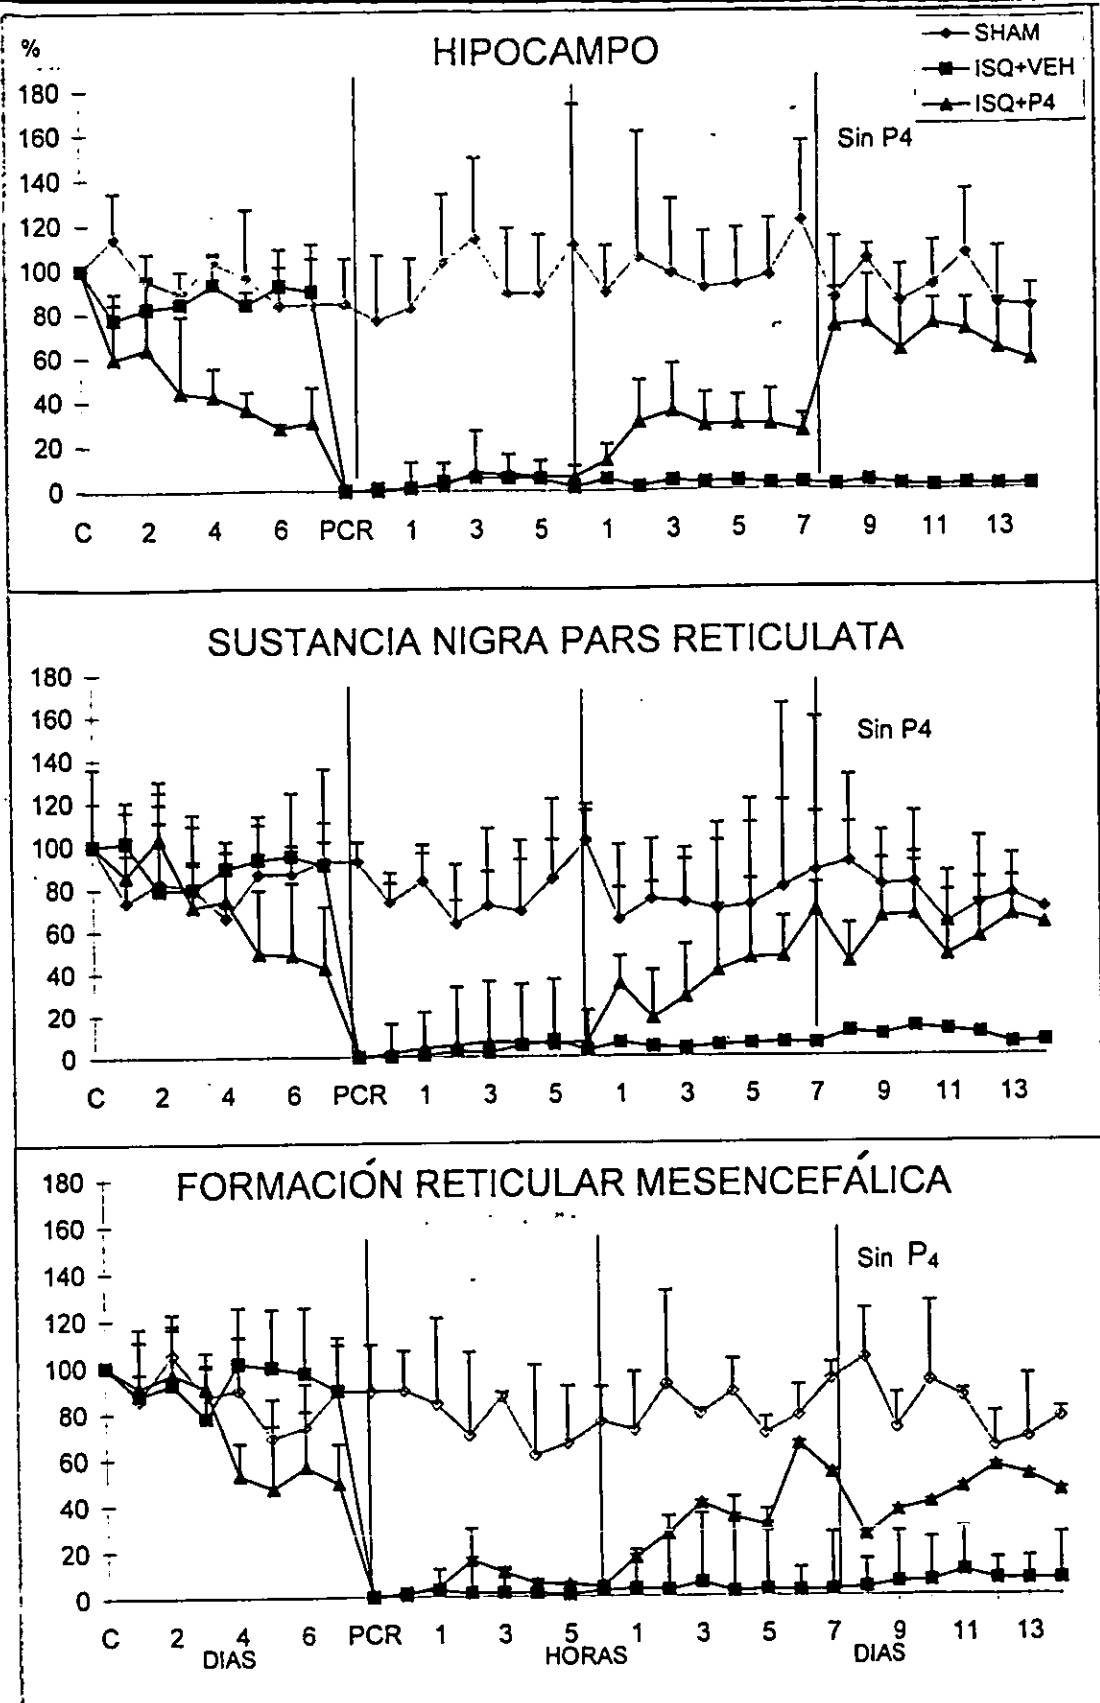 %
HIPOCAMPO
SHAM
ISQ+VEH
ISQ+P4
Sin P4
180
160
140
120
100
80
60
40
20
0
C 2 4 6 PCR 1 3 5 1 3 5 7 9 11 13
SUSTANCIA NIGRA PARS RETICULATA
Sin P4
180
160
140
120
100
80
60
40
20
0
C 2 4 6 PCR 1 3 5 1 3 5 7 9 11 13
FORMACIÓN RETICULAR MESENCEFÁLICA
Sin P4
180
160
140
120
100
80
60
40
20
0
C 2 4 6 PCR 1 3 5 1 3 5 7 9 11 13
DIAS HORAS DIAS